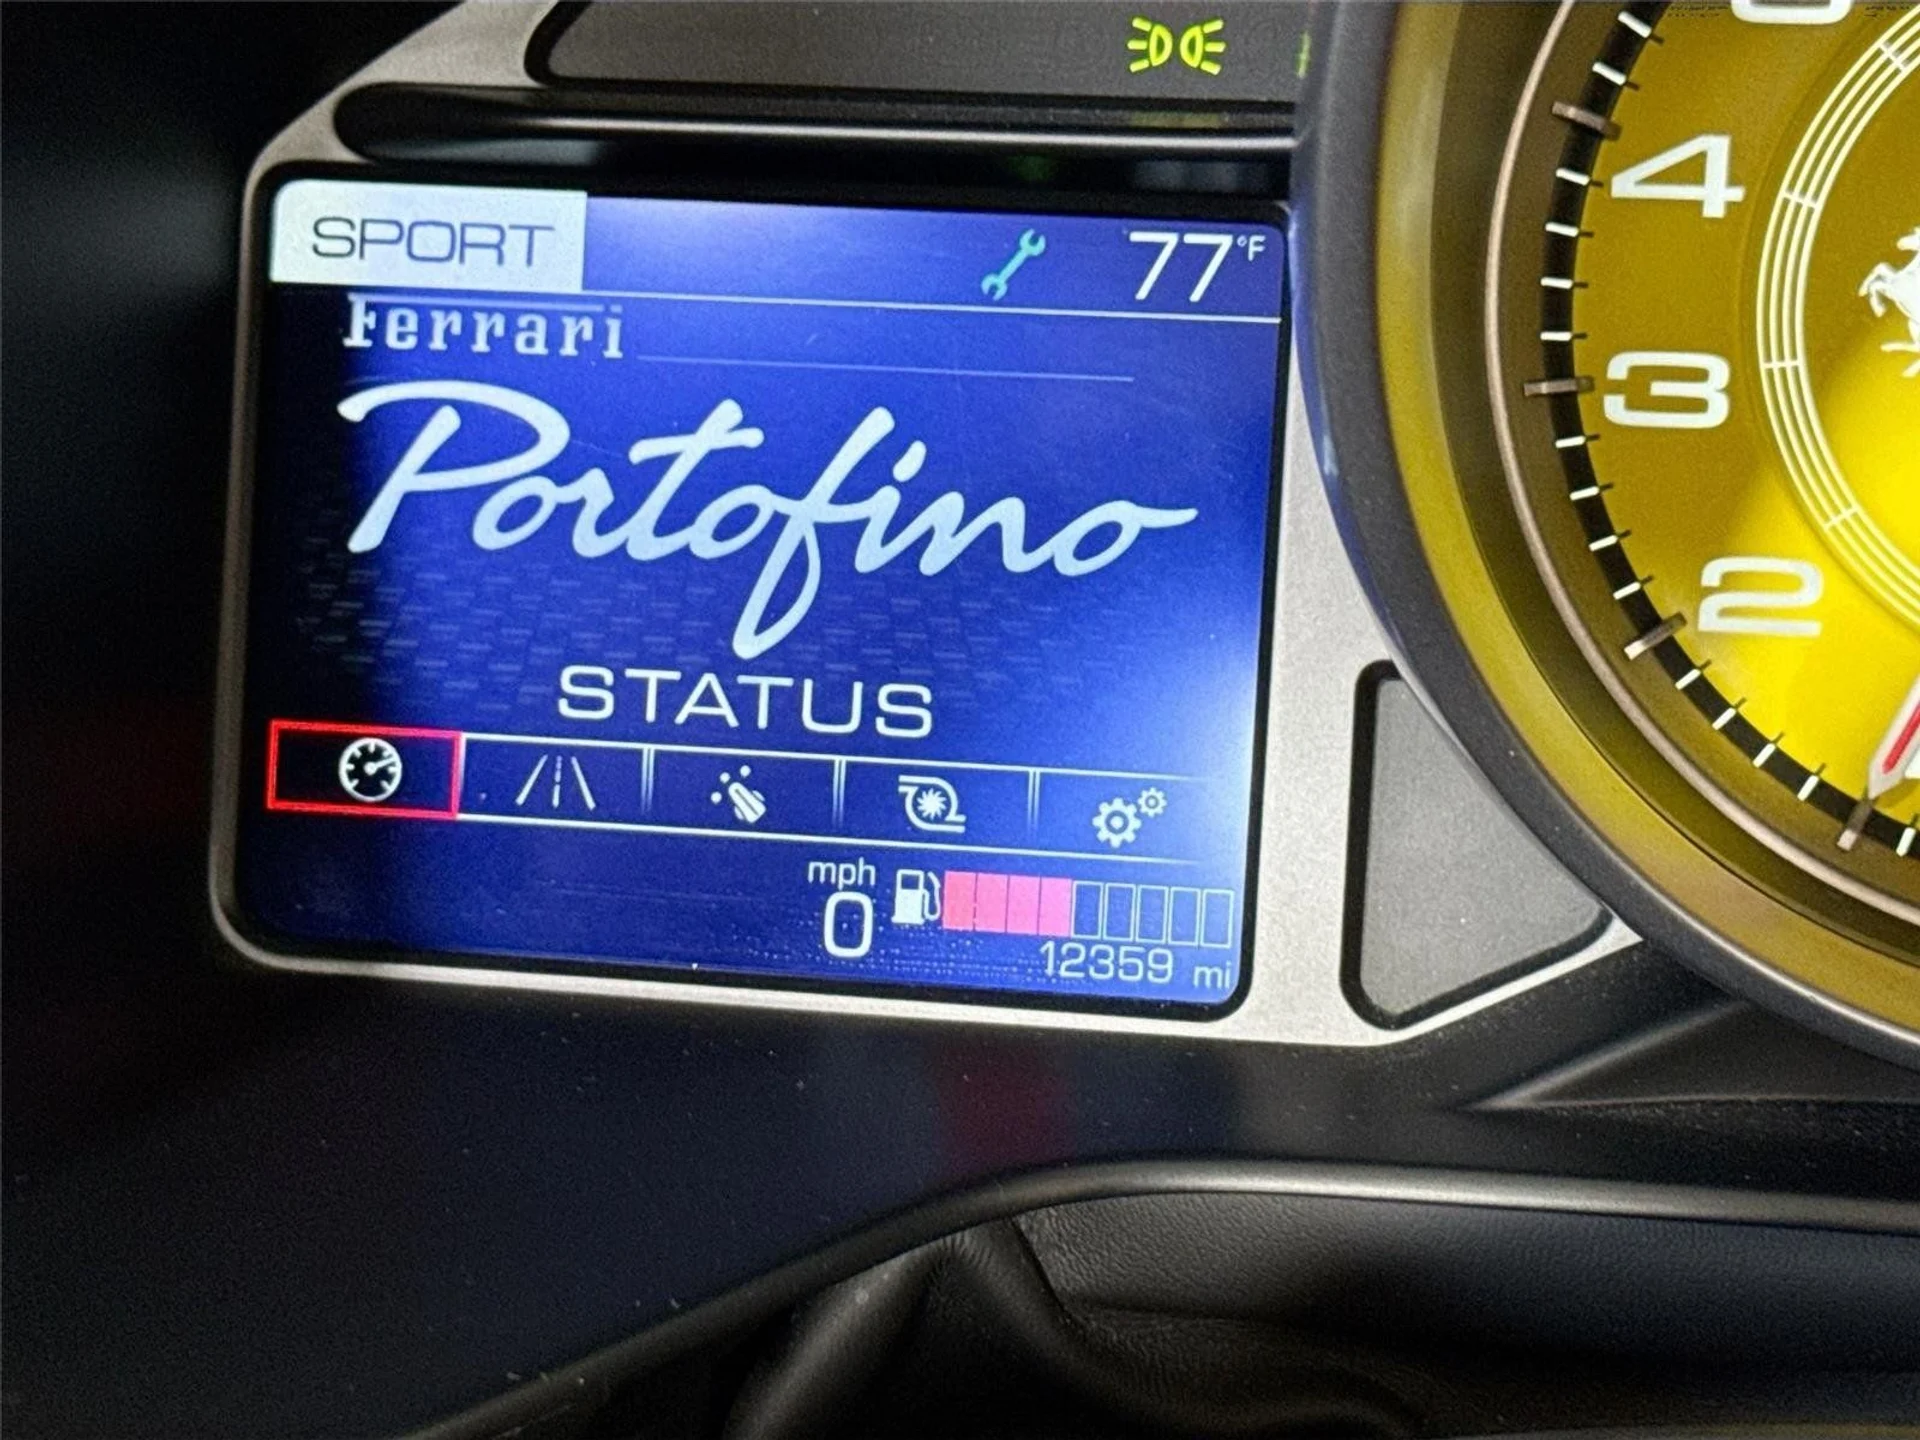 SPORT
77°F
Ferrari
Portofino
STATUS
mph
0
12359 mi
4
3
2